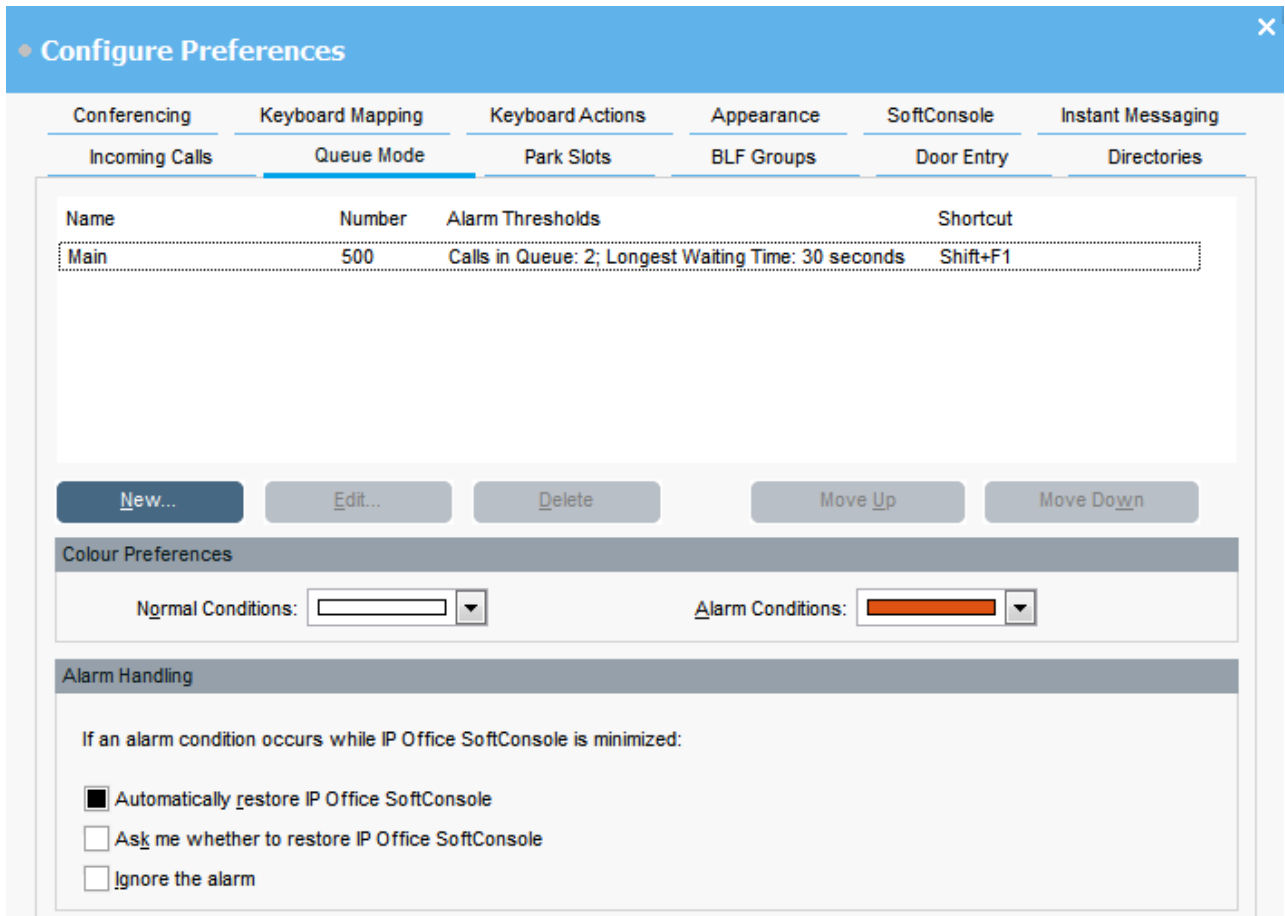 Configure Preferences
Conferencing Keyboard Mapping Keyboard Actions Appearance SoftConsole Instant Messaging
Incoming Calls Queue Mode Park Slots BLF Groups Door Entry Directories
Name Number Alarm Thresholds Shortcut
Main 500 Calls in Queue: 2; Longest Waiting Time: 30 seconds Shift+F1
New... Edit... Delete Move Up Move Down
Colour Preferences
Normal Conditions: Alarm Conditions:
Alarm Handling
If an alarm condition occurs while IP Office SoftConsole is minimized:
Automatically restore IP Office SoftConsole
Ask me whether to restore IP Office SoftConsole
Ignore the alarm